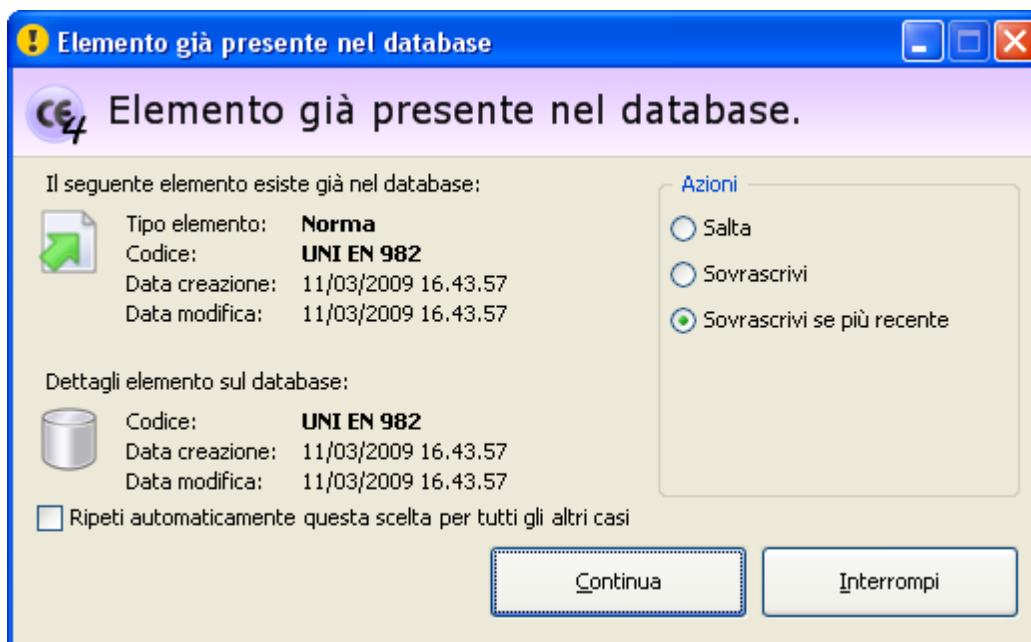 Elemento già presente nel database
CE4 Elemento già presente nel database.
Il seguente elemento esiste già nel database:
Tipo elemento: Norma
Codice: UNI EN 982
Data creazione: 11/03/2009 16.43.57
Data modifica: 11/03/2009 16.43.57
Dettagli elemento sul database:
Codice: UNI EN 982
Data creazione: 11/03/2009 16.43.57
Data modifica: 11/03/2009 16.43.57
Azioni
Salta
Sovrascrivi
Sovrascrivi se più recente
Ripeti automaticamente questa scelta per tutti gli altri casi
Continua
Interrompi